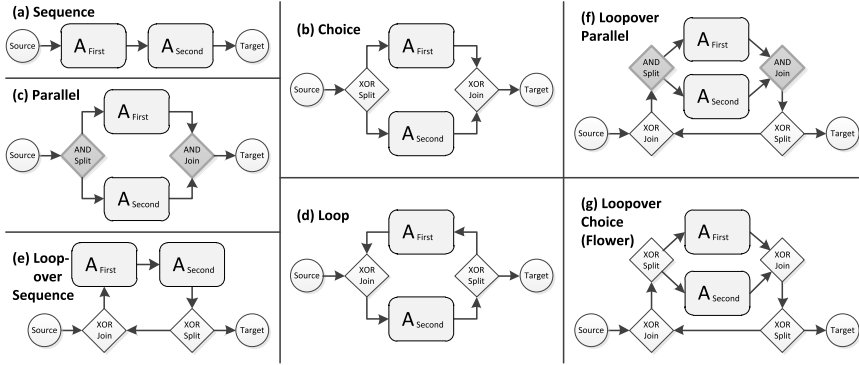 (a) Sequence
Source
A First
A Second
Target
(c) Parallel
A First
Source
AND
Split
AND
Join
Target
A Second
(e) Loop-
over
Sequence
A First
A Second
Source
XOR
Join
XOR
Split
Target
(b) Choice
A First
Source
XOR
Split
XOR
Join
Target
A Second
(d) Loop
A First
Source
XOR
Join
XOR
Split
Target
A Second
(f) Loopover
Parallel
A First
AND
Split
AND
Join
A Second
Source
XOR
Join
XOR
Split
Target
(g) Loopover
Choice
(Flower)
A First
XOR
Split
XOR
Join
A Second
Source
XOR
Join
XOR
Split
Target